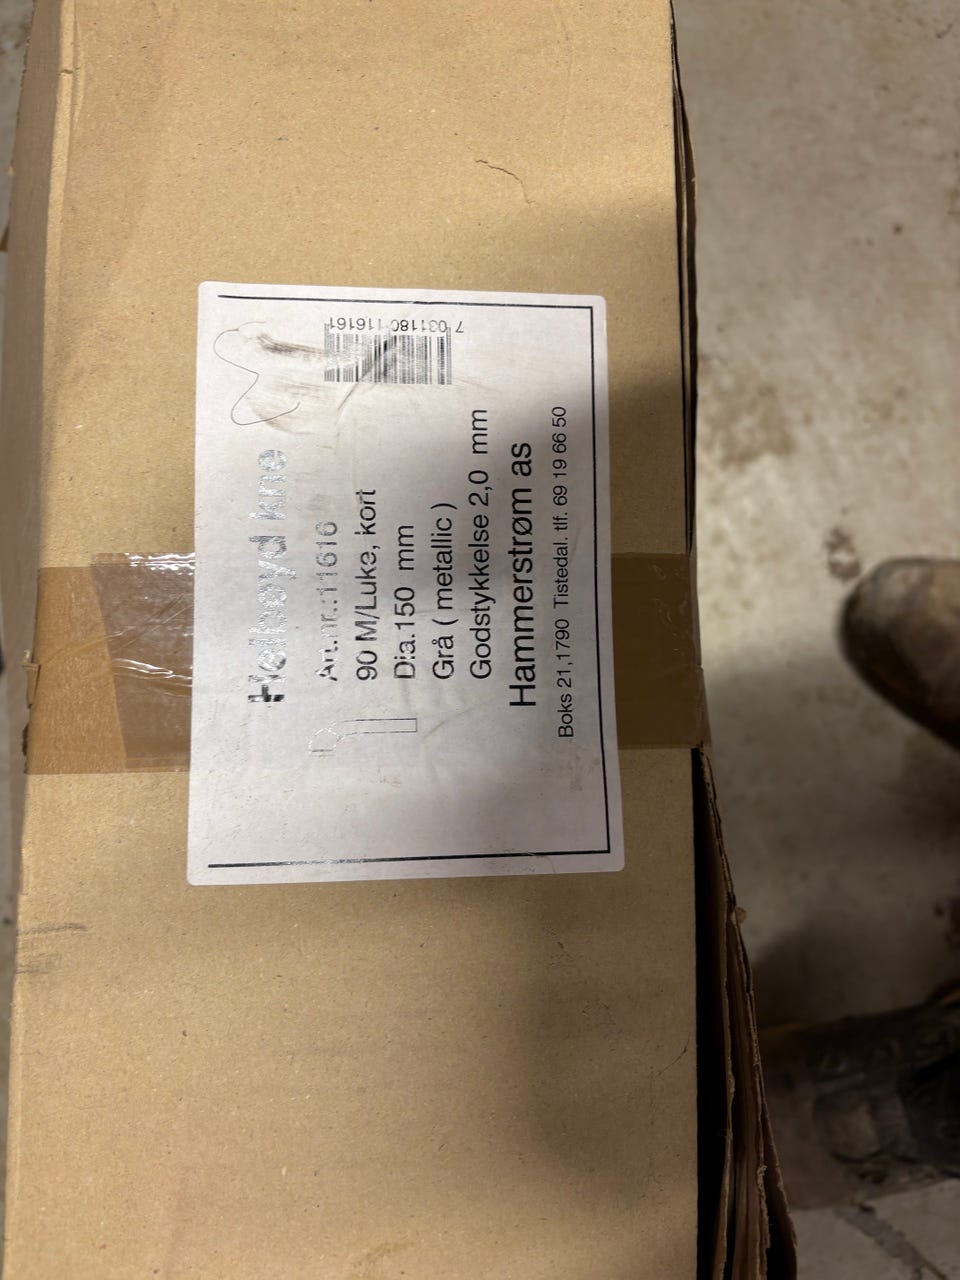 Helbøyd kne
Art.nr.:11616
90 M/Luke, kort
Dia.150 mm
Grå ( metallic )
Godstykkelse 2,0 mm
Hammerstrøm as
Boks 21,1790 Tistedal. tlf. 69 19 66 50
7 031180 116161